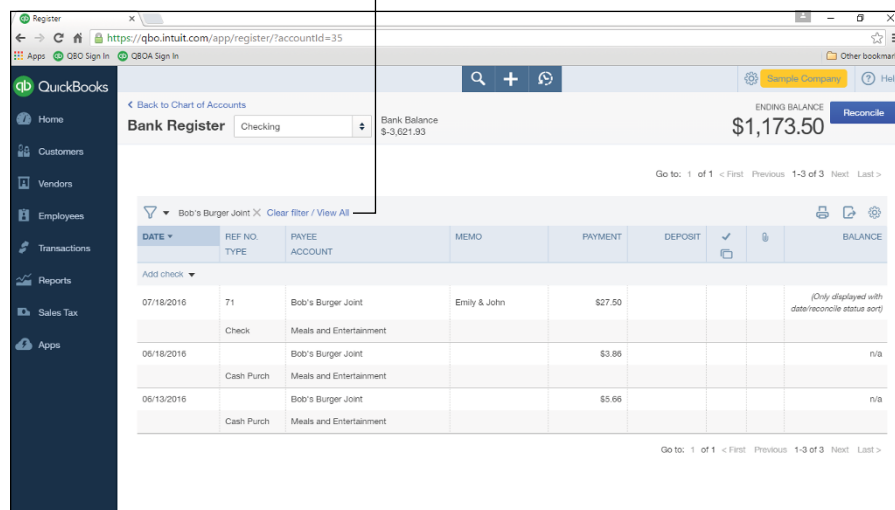 Register
https://qbo.intuit.com/app/register/?accountId=35
Apps QBO Sign In QBOA Sign In Other bookmar
qb QuickBooks Sample Company ? Hel
Home
Customers
Vendors
Employees
Transactions
Reports
Sales Tax
Apps
< Back to Chart of Accounts
Bank Register Checking Bank Balance
$-3,621.93
ENDING BALANCE
$1,173.50
Reconcile
Go to: 1 of 1 < First Previous 1-3 of 3 Next Last >
Bob's Burger Joint X Clear filter / View All
DATE REF NO. PAYEE MEMO PAYMENT DEPOSIT BALANCE
TYPE ACCOUNT
Add check
07/18/2016 71 Bob's Burger Joint Emily & John $27.50 (Only displayed with
date/reconcile status sort)
Check Meals and Entertainment
06/18/2016 Bob's Burger Joint $3.86 n/a
Cash Purch Meals and Entertainment
06/13/2016 Bob's Burger Joint $5.66 n/a
Cash Purch Meals and Entertainment
Go to: 1 of 1 < First Previous 1-3 of 3 Next Last >